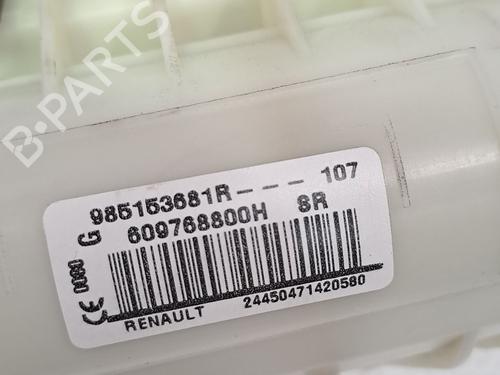 B-PARTS
985153681R--- 107
609768800H 8R
G
CE 0080
RENAULT 24450471420580